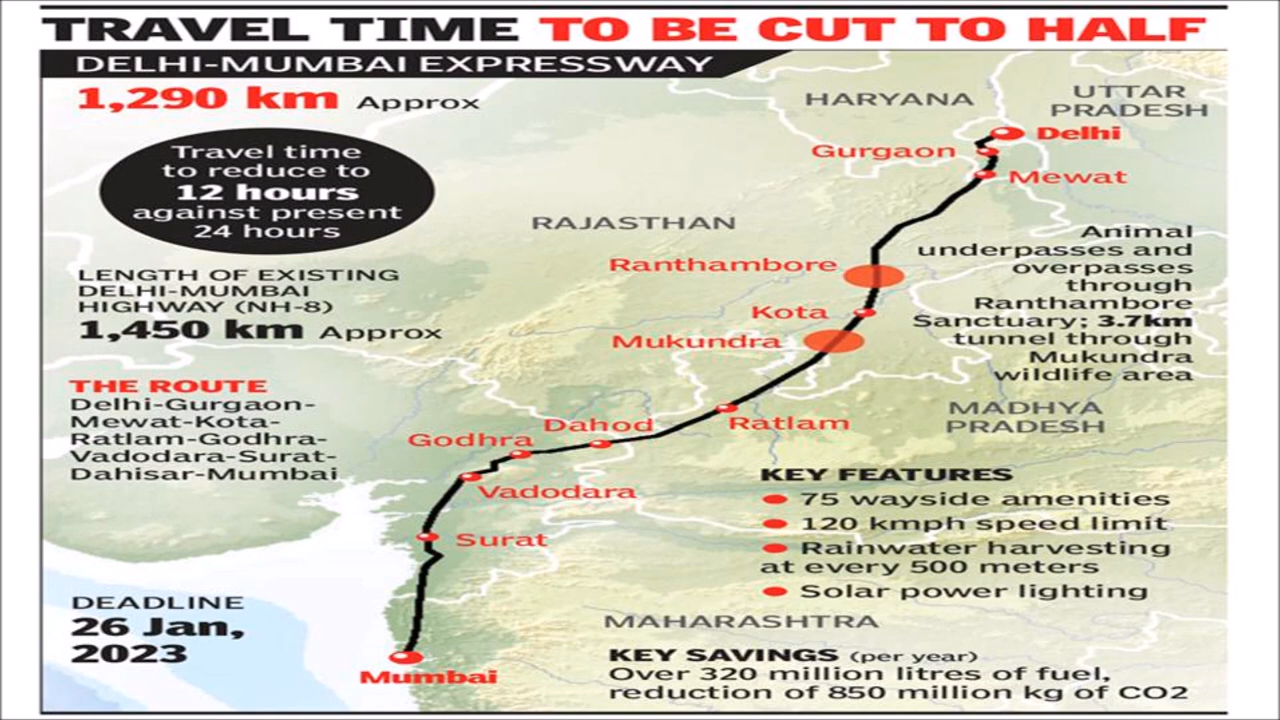 TRAVEL TIME TO BE CUT TO HALF
DELHI-MUMBAI EXPRESSWAY
1,290 km Approx
Travel time
to reduce to
12 hours
against present
24 hours
LENGTH OF EXISTING
DELHI-MUMBAI
HIGHWAY (NH-8)
1,450 km Approx
THE ROUTE
Delhi-Gurgaon-
Mewat-Kota-
Ratlam-Godhra-
Vadodara-Surat-
Dahisar-Mumbai
DEADLINE
26 Jan,
2023
HARYANA
UTTAR
PRADESH
Delhi
Gurgaon
Mewat
RAJASTHAN
Ranthambore
Kota
Mukundra
Animal
underpasses and
overpasses
through
Ranthambore
Sanctuary; 3.7km
tunnel through
Mukundra
wildlife area
MADHYA
PRADESH
Ratlam
Dahod
Godhra
Vadodara
Surat
Mumbai
KEY FEATURES
75 wayside amenities
120 kmph speed limit
Rainwater harvesting
at every 500 meters
Solar power lighting
MAHARASHTRA
KEY SAVINGS (per year)
Over 320 million litres of fuel,
reduction of 850 million kg of CO2